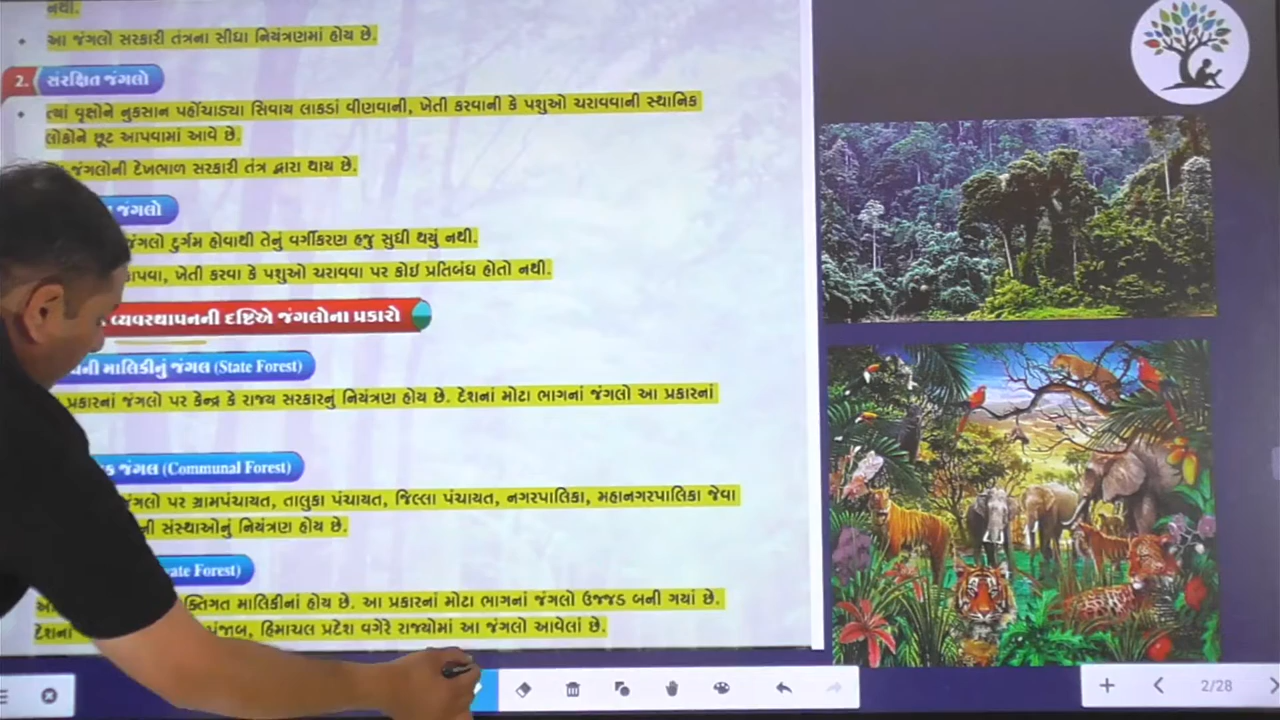 નથી.
આ જંગલો સરકારી તંત્રના સીધા નિયંત્રણમાં હોય છે.
2. સંરક્ષિત જંગલો
ત્યાં વૃક્ષોને નુકસાન પહોંચાડ્યા સિવાય લાકડાં વીણવાની, ખેતી કરવાની કે પશુઓ ચરાવવાની સ્થાનિક
લોકોને છૂટ આપવામાં આવે છે.
જંગલોની દેખભાળ સરકારી તંત્ર દ્વારા થાય છે.
જંગલો
જંગલો દુર્ગમ હોવાથી તેનું વર્ગીકરણ હજુ સુધી થયું નથી.
કાપવા, ખેતી કરવા કે પશુઓ ચરાવવા પર કોઈ પ્રતિબંધ હોતો નથી.
વ્યવસ્થાપનની દૃષ્ટિએ જંગલોના પ્રકારો
માલિકીનું જંગલ (State Forest)
પ્રકારનાં જંગલો પર કેન્દ્ર કે રાજ્ય સરકારનું નિયંત્રણ હોય છે. દેશનાં મોટા ભાગનાં જંગલો આ પ્રકારનાં
જંગલ (Communal Forest)
જંગલો પર ગ્રામપંચાયત, તાલુકા પંચાયત, જિલ્લા પંચાયત, નગરપાલિકા, મહાનગરપાલિકા જેવા
ની સંસ્થાઓનું નિયંત્રણ હોય છે.
ate Forest)
ક્તિગત માલિકીનાં હોય છે. આ પ્રકારનાં મોટા ભાગનાં જંગલો ઉજ્જડ બની ગયાં છે.
દેશના પંજાબ, હિમાચલ પ્રદેશ વગેરે રાજ્યોમાં આ જંગલો આવેલાં છે.
2/28